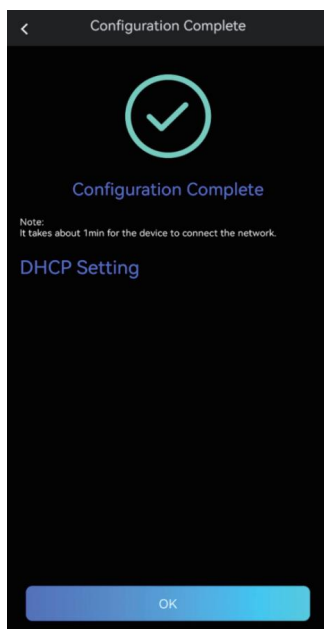 Configuration Complete
Configuration Complete
Note:
It takes about 1min for the device to connect the network.
DHCP Setting
OK